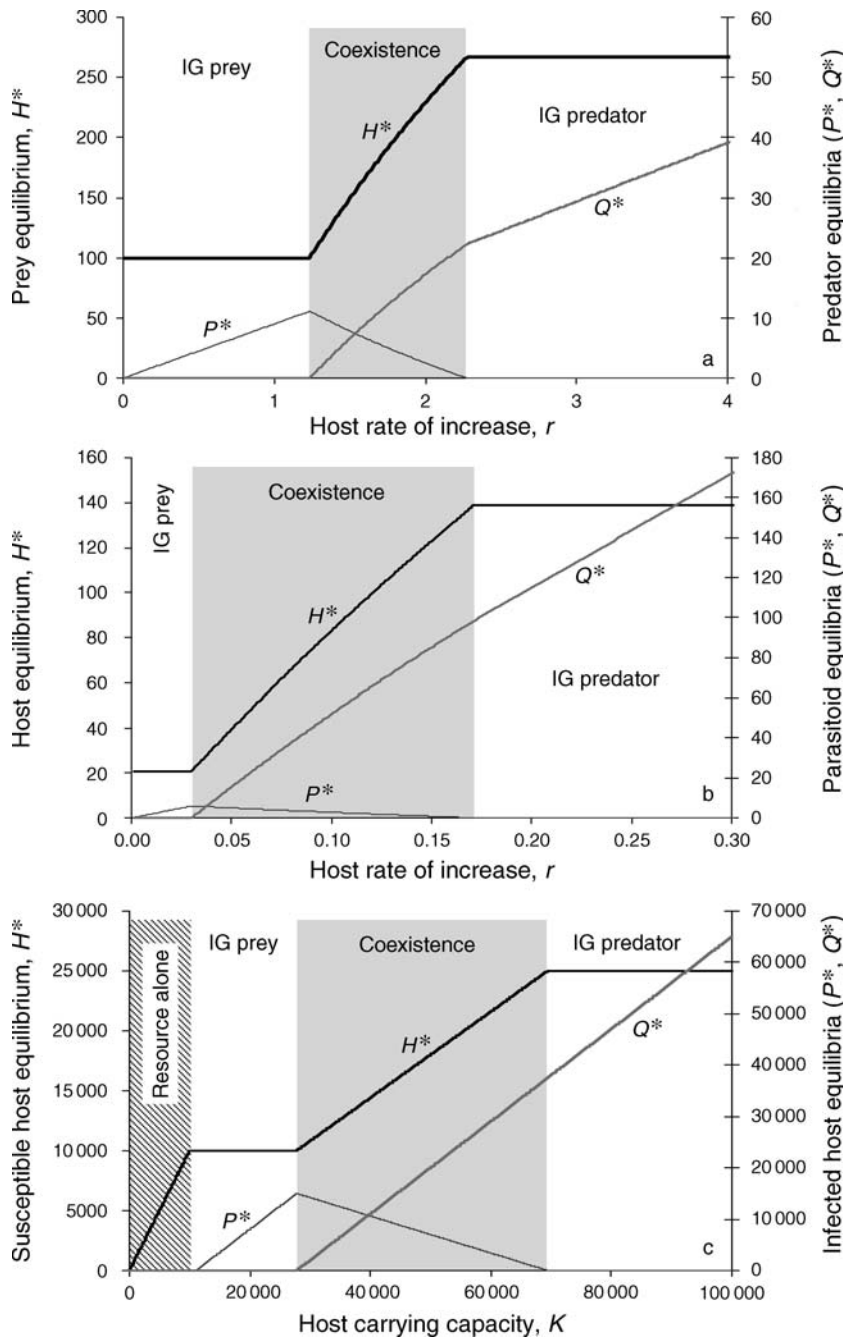 300
250
200
150
100
50
0
60
50
40
30
20
10
0
Prey equilibrium, H*
Predator equilibria (P*, Q*)
IG prey
Coexistence
IG predator
H*
Q*
P*
a
0 1 2 3 4
Host rate of increase, r
160
140
120
100
80
60
40
20
0
180
160
140
120
100
80
60
40
20
0
Host equilibrium, H*
Parasitoid equilibria (P*, Q*)
IG prey
Coexistence
IG predator
H*
Q*
P*
b
0.00 0.05 0.10 0.15 0.20 0.25 0.30
Host rate of increase, r
30 000
25 000
20 000
15 000
10 000
5000
0
70 000
60 000
50 000
40 000
30 000
20 000
10 000
0
Susceptible host equilibrium, H*
Infected host equilibria (P*, Q*)
Resource alone
IG prey
Coexistence
IG predator
H*
Q*
P*
c
0 20 000 40 000 60 000 80 000 100 000
Host carrying capacity, K